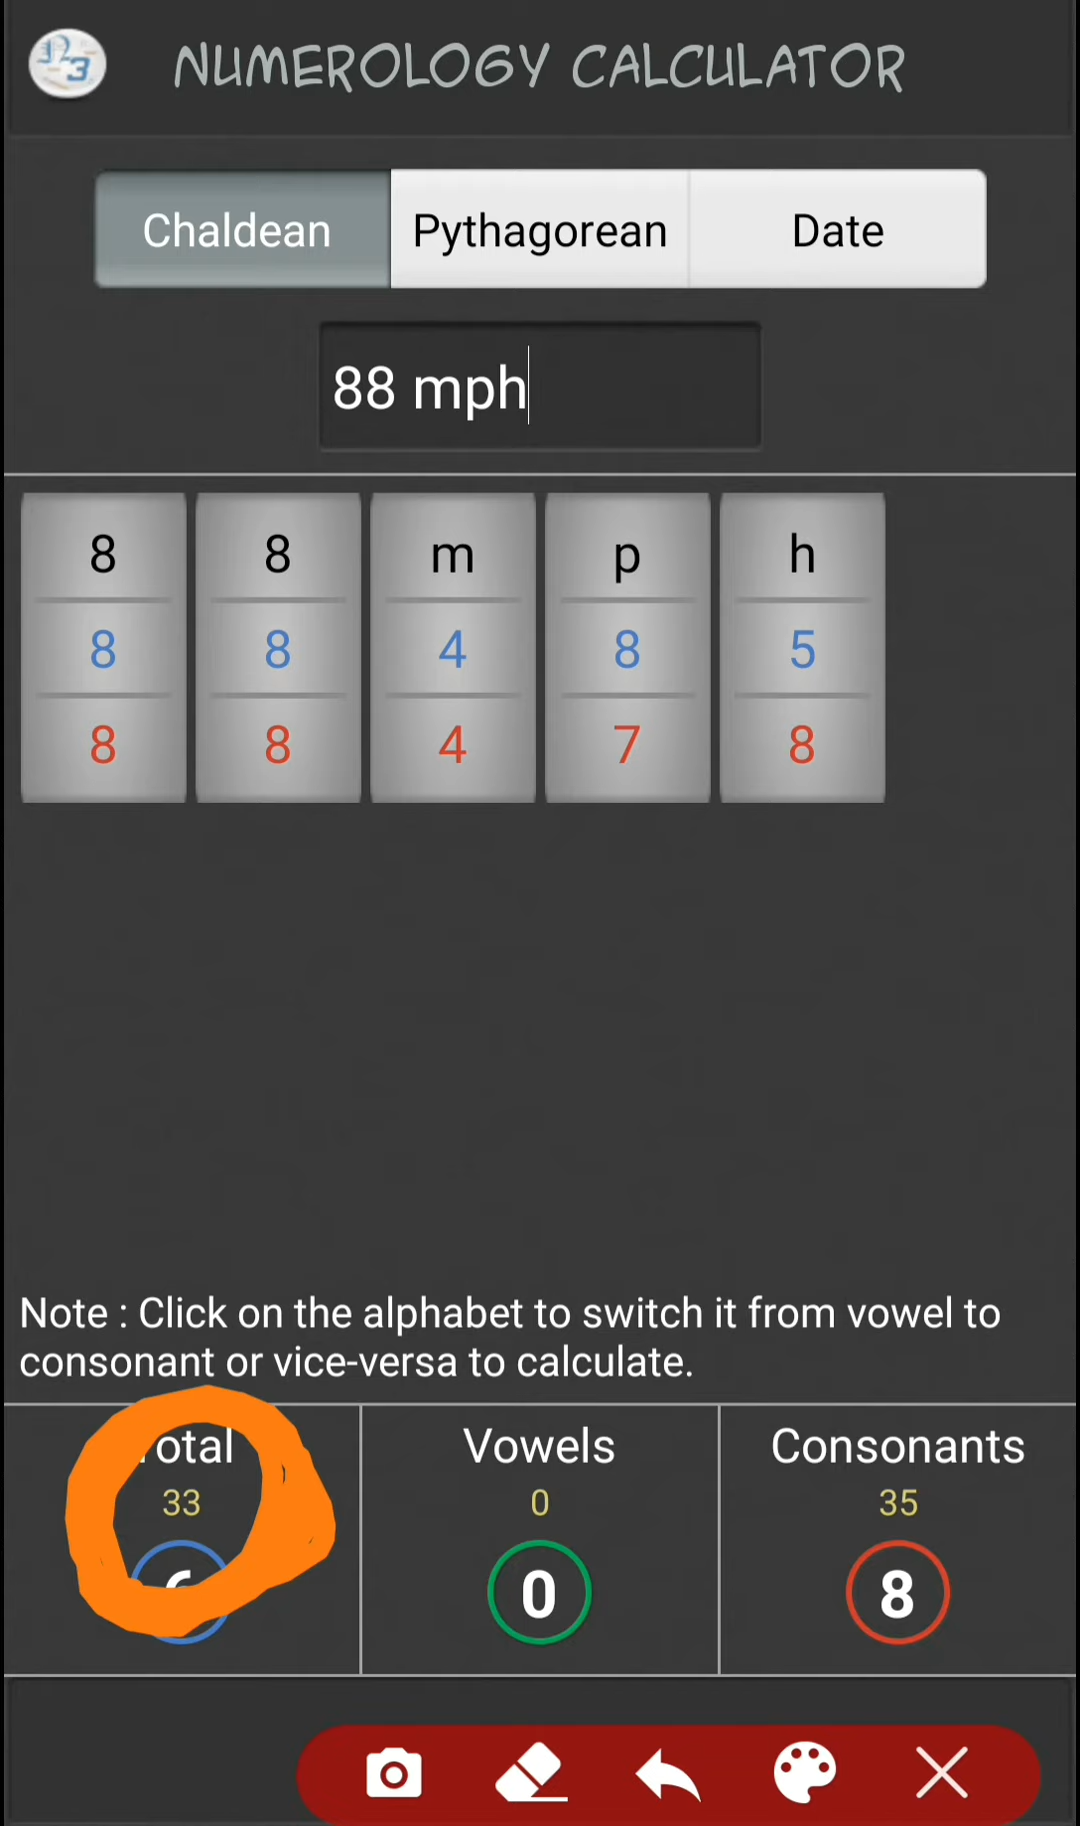 NUMEROLOGY CALCULATOR
Chaldean Pythagorean Date
88 mph
8 8 m p h
8 8 4 8 5
8 8 4 7 8
Note : Click on the alphabet to switch it from vowel to
consonant or vice-versa to calculate.
otal Vowels Consonants
33 0 35
0 8